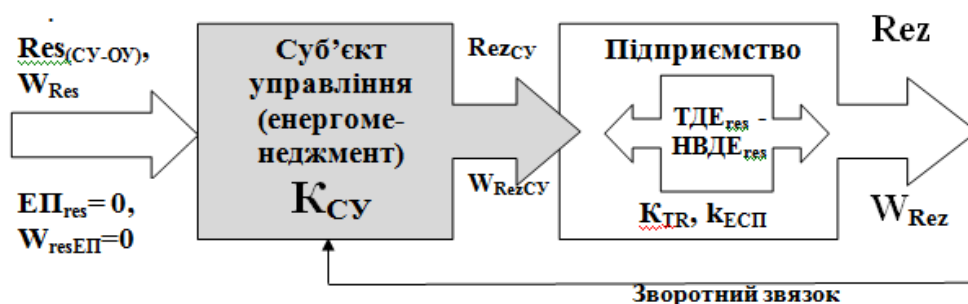 Res(СУ-ОУ),
WRes
ЕПres= 0,
WresЕП=0
Суб’єкт
управління
(енергоме-
неджмент)
КСУ
RezСУ
WRezСУ
Підприємство
ТДЕres -
НВДЕres
KTR, kЕСП
Rez
WRez
Зворотний звязок